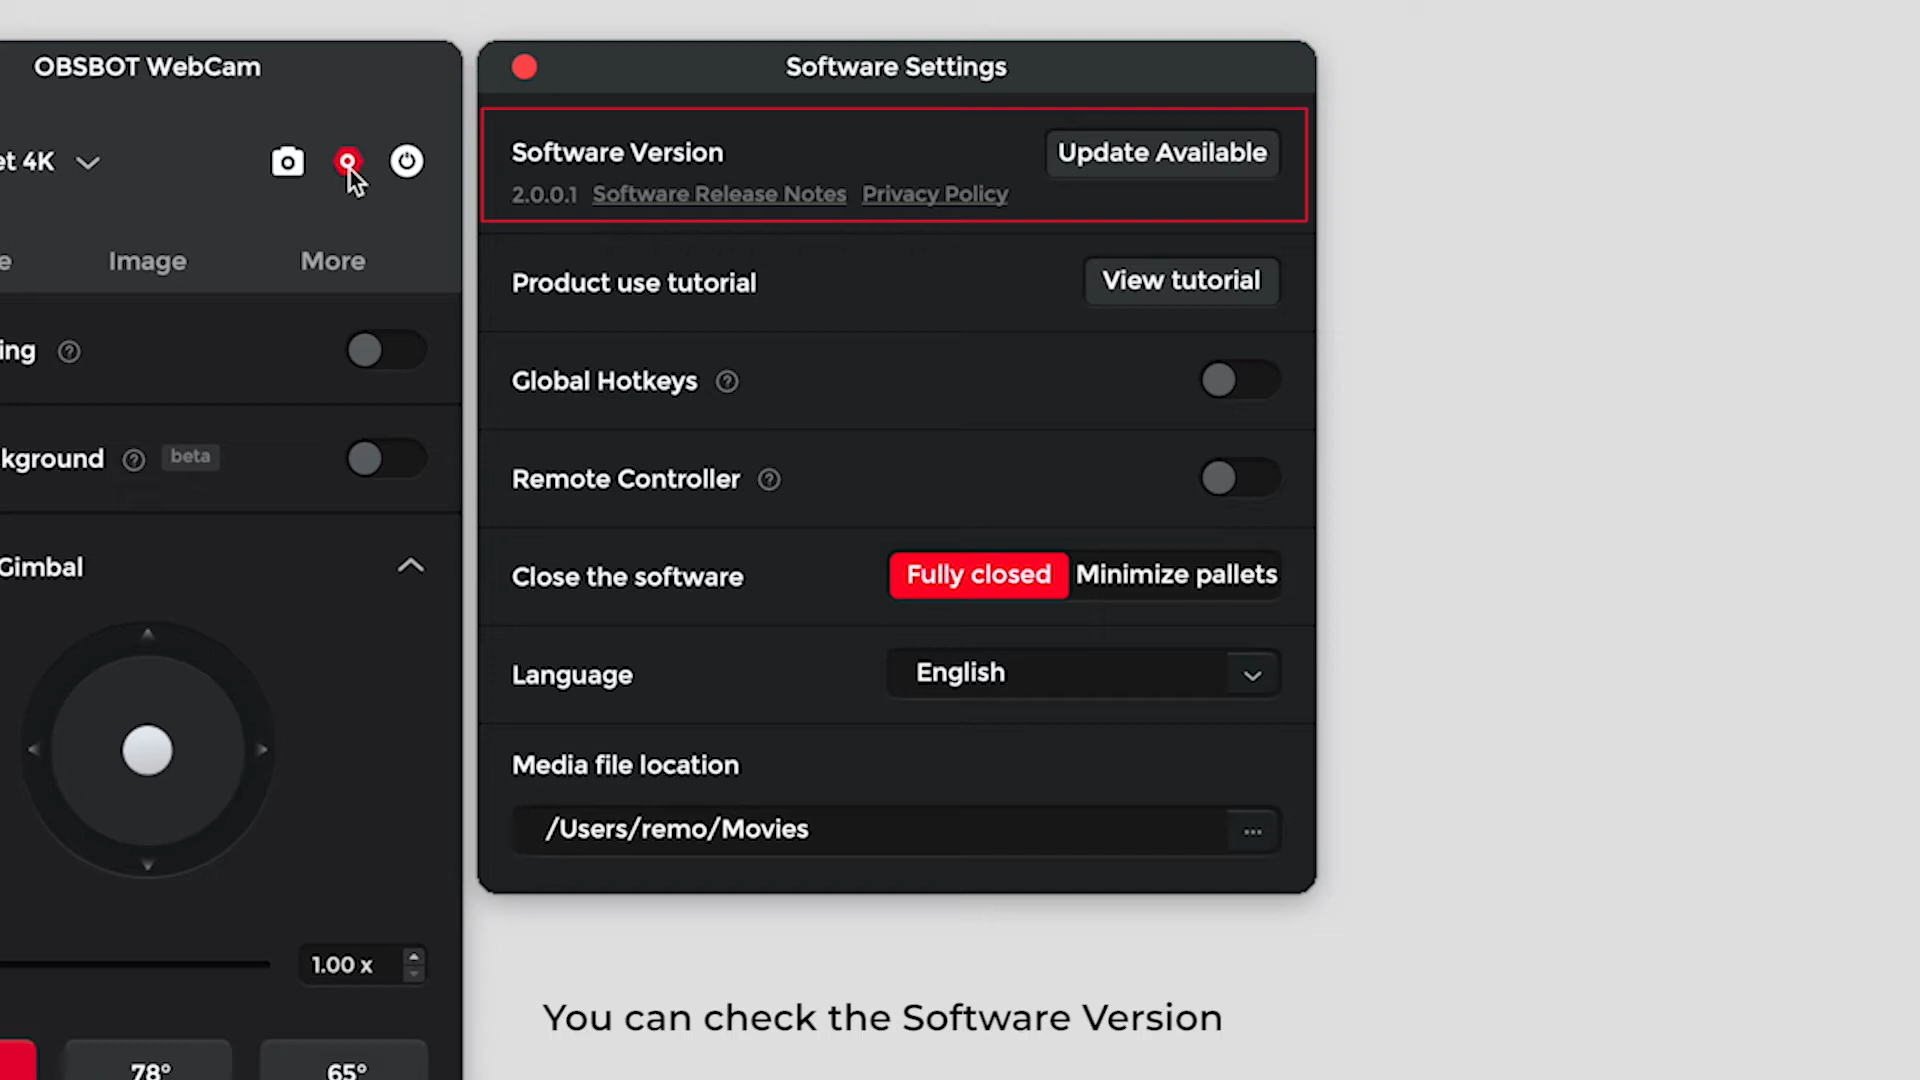 OBSBOT WebCam
et 4K
e Image More
ing
kground beta
Gimbal
1.00 x
78° 65°
Software Settings
Software Version Update Available
2.0.0.1 Software Release Notes Privacy Policy
Product use tutorial View tutorial
Global Hotkeys
Remote Controller
Close the software Fully closed Minimize pallets
Language English
Media file location
/Users/remo/Movies ...
You can check the Software Version